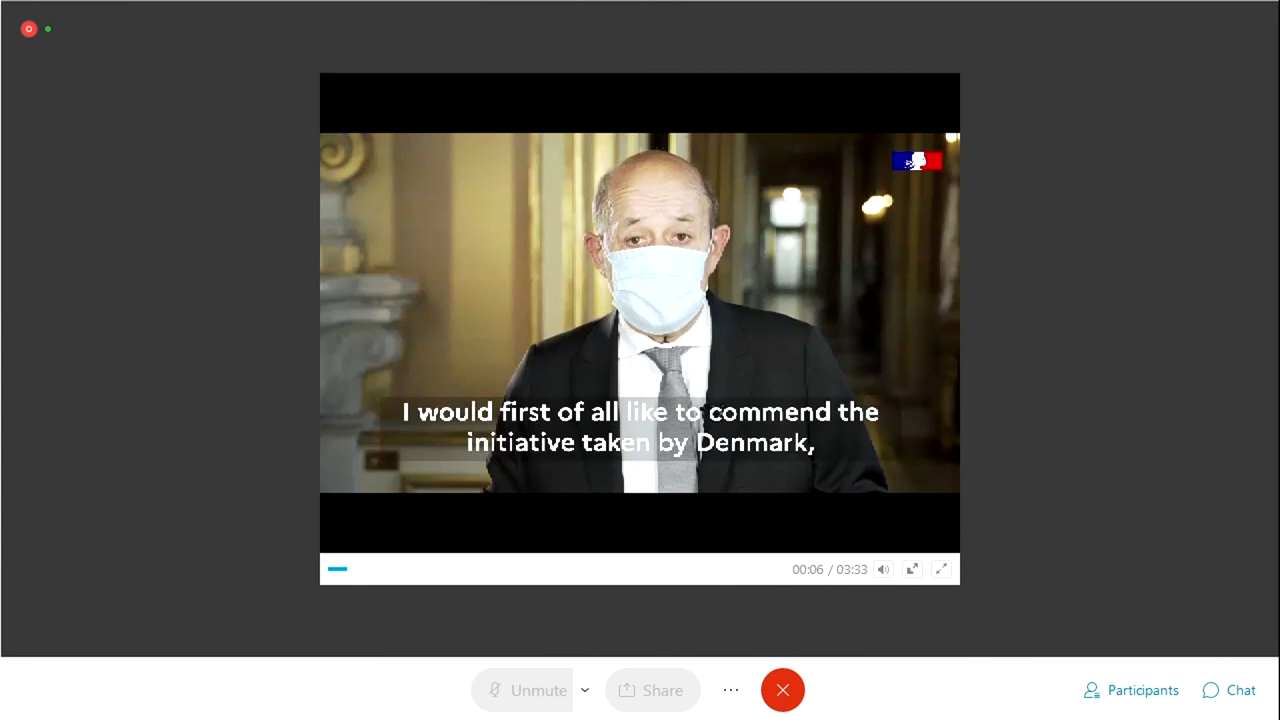 I would first of all like to commend the
initiative taken by Denmark,
00:06 / 03:33
Unmute
Share
Participants
Chat